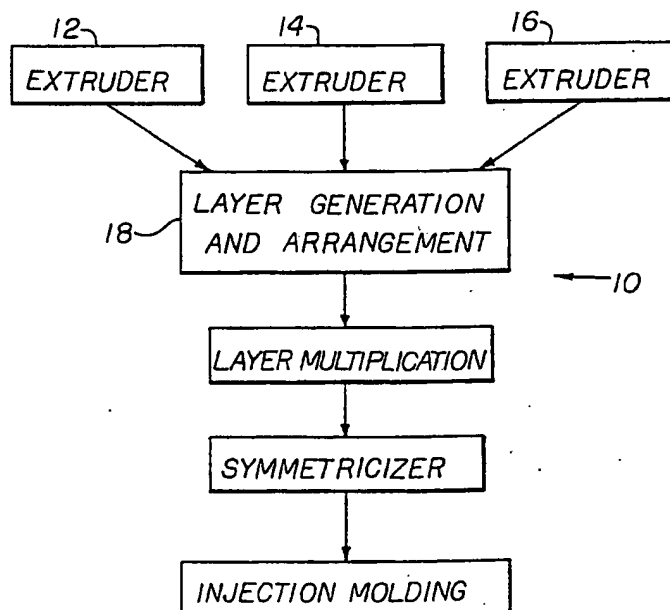 12 14 16
EXTRUDER EXTRUDER EXTRUDER
LAYER GENERATION
18 AND ARRANGEMENT
10
LAYER MULTIPLICATION
SYMMETRICIZER
INJECTION MOLDING